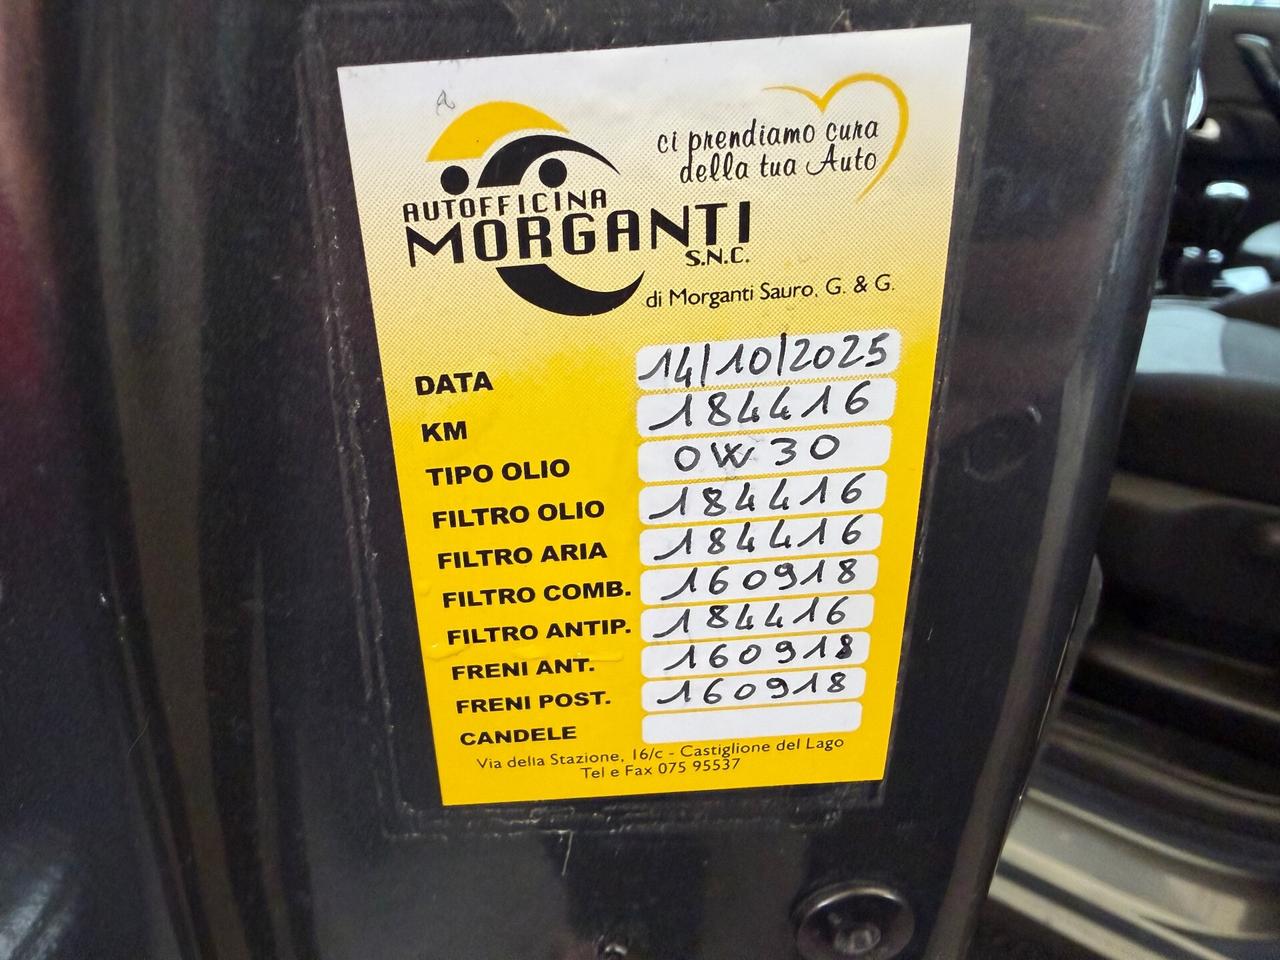 ci prendiamo cura
della tua Auto
AUTOFFICINA
MORGANTI
S.N.C.
di Morganti Sauro, G. & G.
DATA 14/10/2025
KM 184416
TIPO OLIO 0W30
FILTRO OLIO 184416
FILTRO ARIA 184416
FILTRO COMB. 160918
FILTRO ANTIP. 184416
FRENI ANT. 160918
FRENI POST. 160918
CANDELE
Via della Stazione, 16/c - Castiglione del Lago
Tel e Fax 075 95537